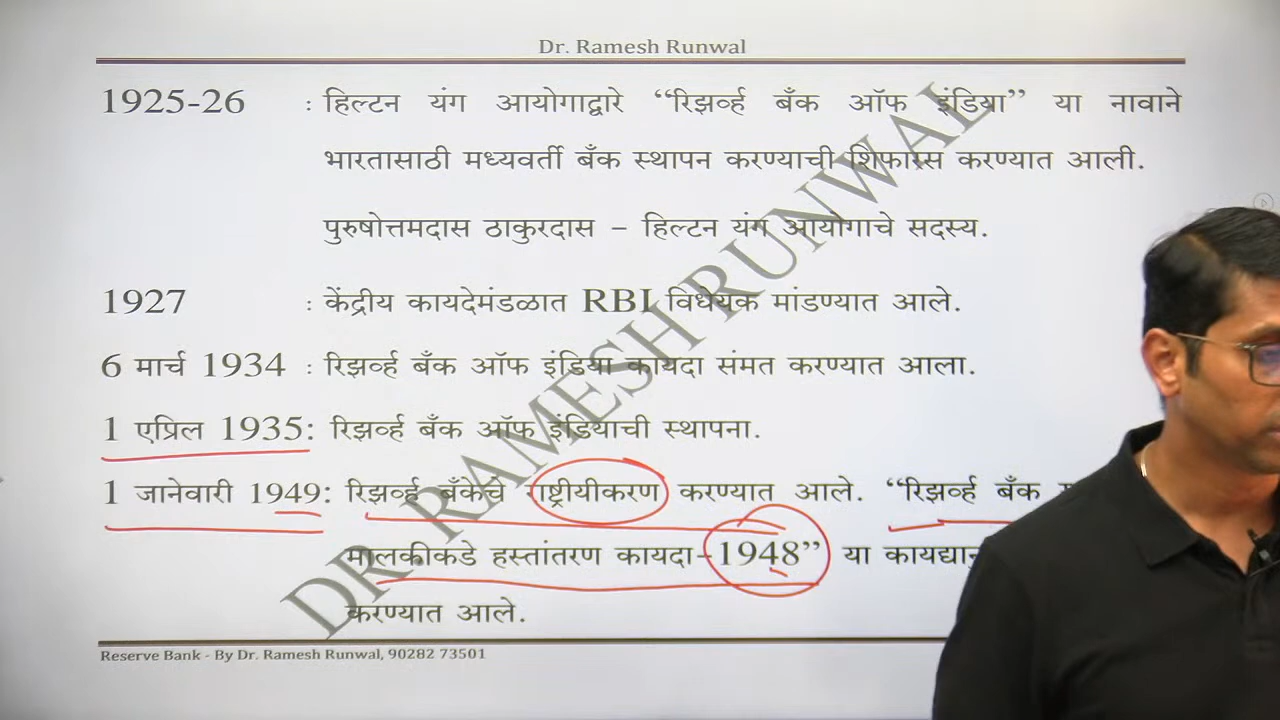 Dr. Ramesh Runwal
1925-26 : हिल्टन यंग आयोगाद्वारे “रिझर्व्ह बँक ऑफ इंडिया” या नावाने
भारतासाठी मध्यवर्ती बँक स्थापन करण्याची शिफारस करण्यात आली.
पुरुषोत्तमदास ठाकुरदास – हिल्टन यंग आयोगाचे सदस्य.
1927 : केंद्रीय कायदेमंडळात RBI विधेयक मांडण्यात आले.
6 मार्च 1934 : रिझर्व्ह बँक ऑफ इंडिया कायदा संमत करण्यात आला.
1 एप्रिल 1935: रिझर्व्ह बँक ऑफ इंडियाची स्थापना.
1 जानेवारी 1949: रिझर्व्ह बँकेचे राष्ट्रीयीकरण करण्यात आले. “रिझर्व्ह बँक
मालकीकडे हस्तांतरण कायदा-1948” या
करण्यात आले.
DR RAMESH RUNWAL
Reserve Bank - By Dr. Ramesh Runwal, 90282 73501